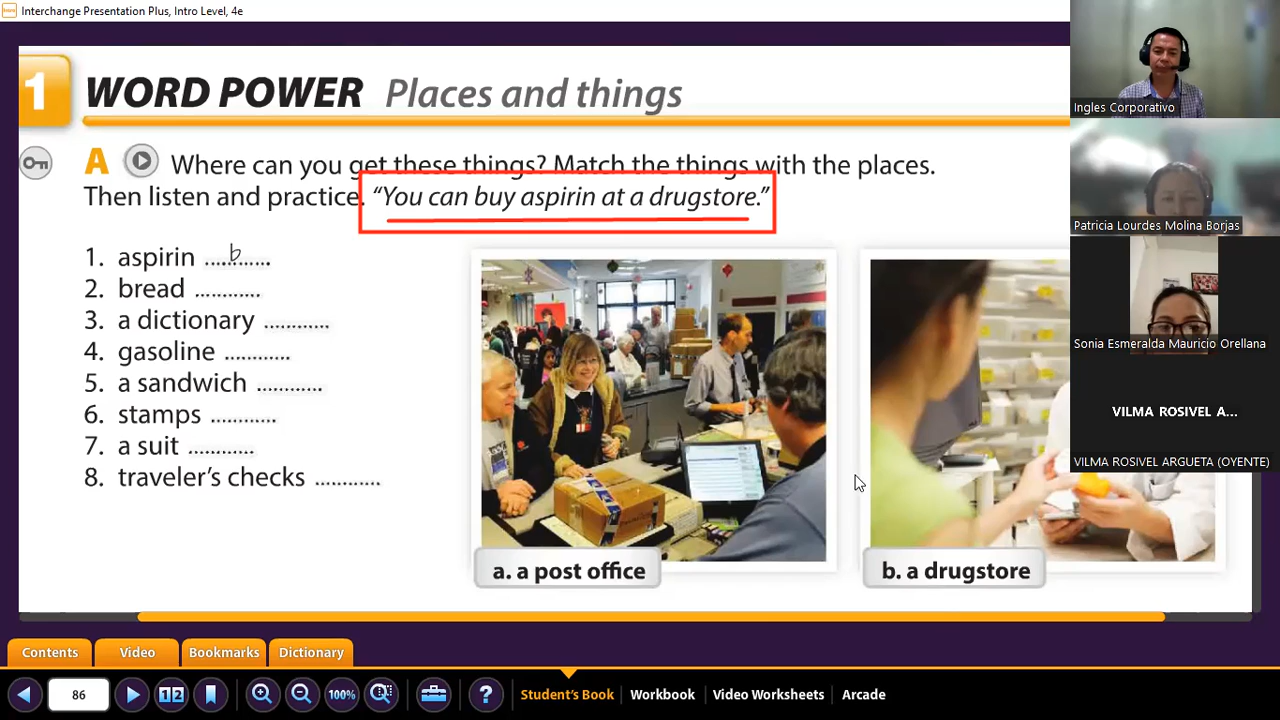 Interchange Presentation Plus, Intro Level, 4e
1 WORD POWER Places and things
A Where can you get these things? Match the things with the places.
Then listen and practice. “You can buy aspirin at a drugstore.”
1. aspirin ....b.......
2. bread ...........
3. a dictionary ...........
4. gasoline ...........
5. a sandwich ...........
6. stamps ...........
7. a suit ...........
8. traveler’s checks ...........
a. a post office
b. a drugstore
Ingles Corporativo
Patricia Lourdes Molina Borjas
Sonia Esmeralda Mauricio Orellana
VILMA ROSIVEL A...
VILMA ROSIVEL ARGUETA (OYENTE)
Contents Video Bookmarks Dictionary
86 1 2 100% ? Student’s Book Workbook Video Worksheets Arcade